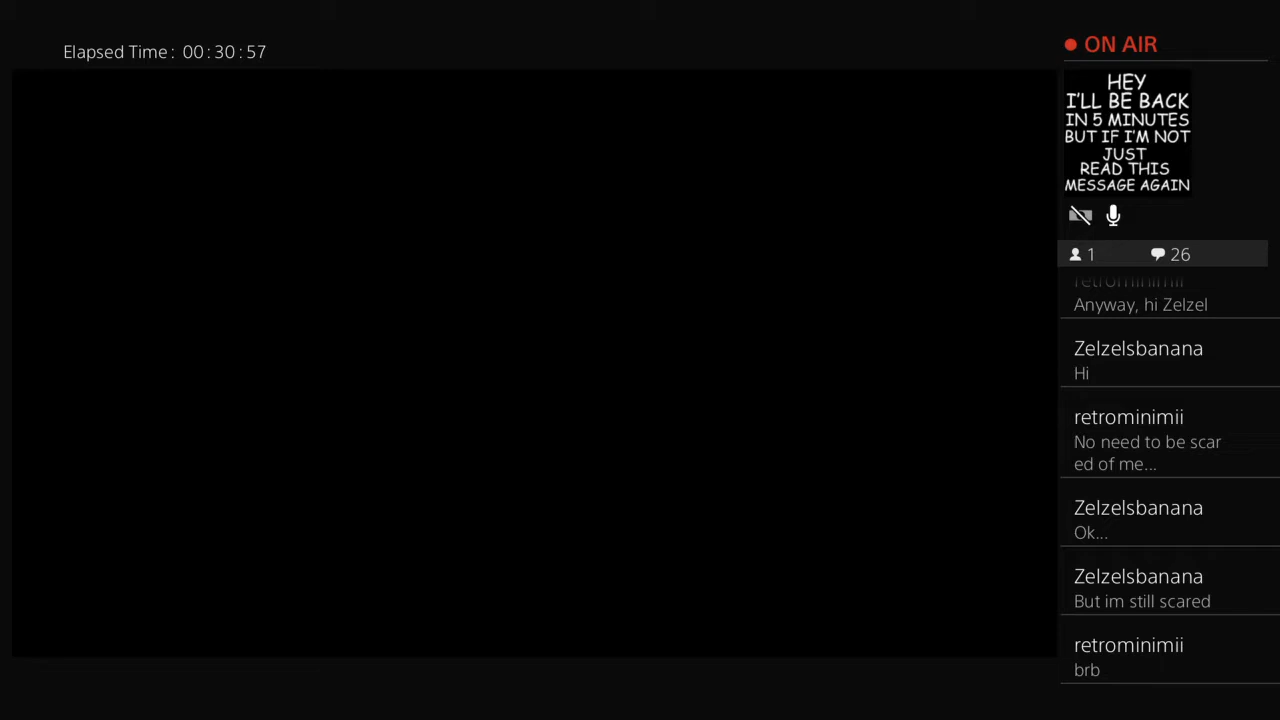 Elapsed Time: 00:30:57
ON AIR
HEY
I'LL BE BACK
IN 5 MINUTES
BUT IF I'M NOT
JUST
READ THIS
MESSAGE AGAIN
1 26
retrominimii
Anyway, hi Zelzel
Zelzelsbanana
Hi
retrominimii
No need to be scar
ed of me...
Zelzelsbanana
Ok...
Zelzelsbanana
But im still scared
retrominimii
brb